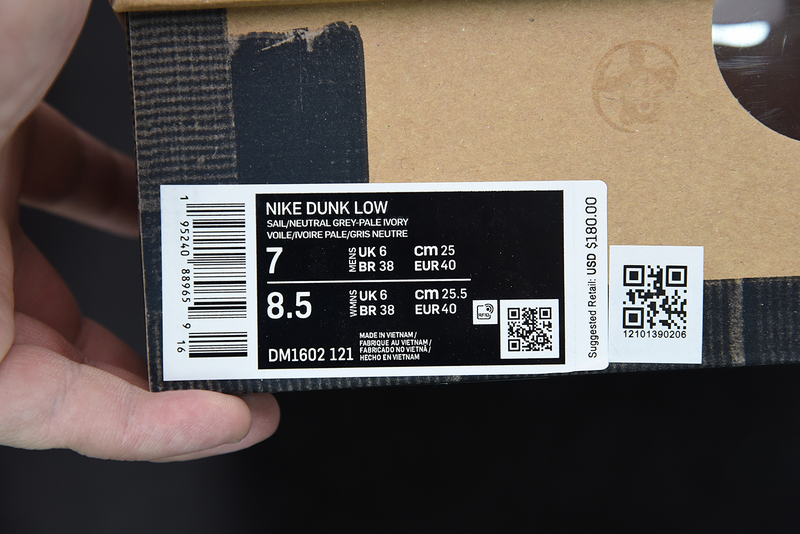 NIKE DUNK LOW
SAIL/NEUTRAL GREY-PALE IVORY
VOILE/IVOIRE PALE/GRIS NEUTRE
7 MENS UK 6 cm 25
BR 38 EUR 40
8.5 WMNS UK 6 cm 25.5
BR 38 EUR 40
RFID
MADE IN VIETNAM /
FABRIQUE AU VIETNAM /
FABRICADO NO VIETNÃ /
HECHO EN VIETNAM
DM1602 121
1 95240 88965 9 16
Suggested Retail: USD $180.00
12101390206